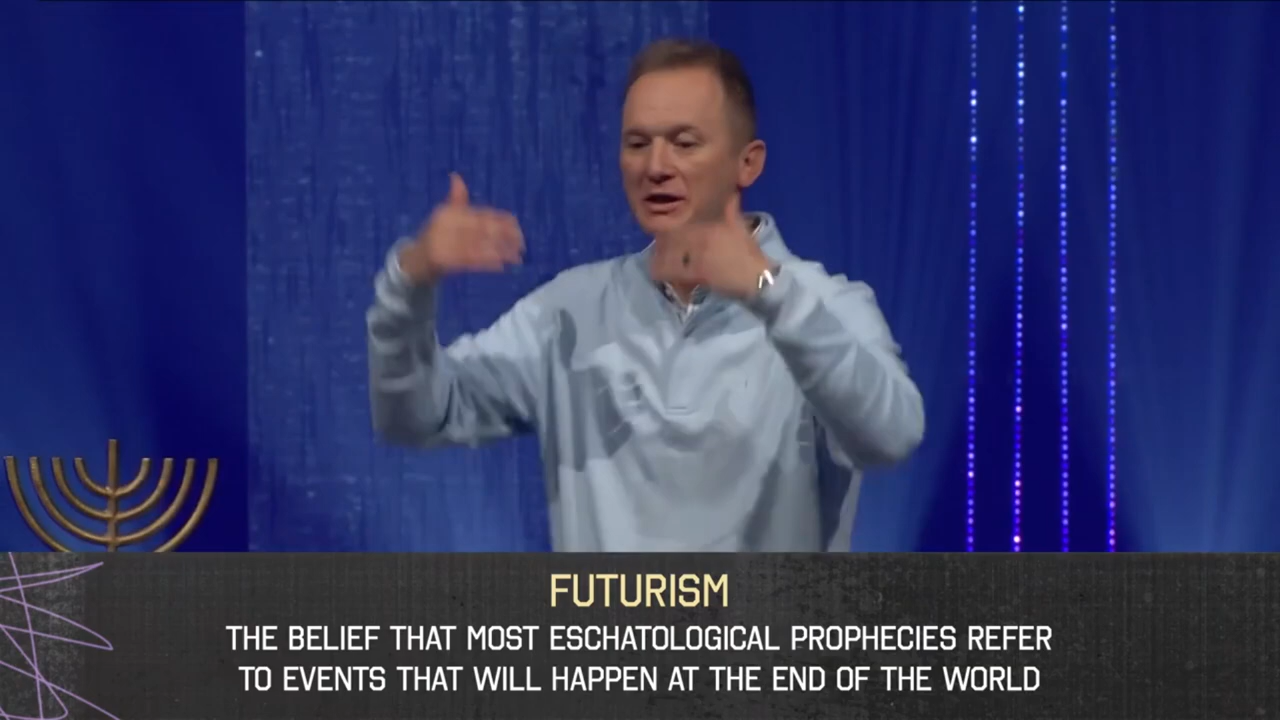 FUTURISM
THE BELIEF THAT MOST ESCHATOLOGICAL PROPHECIES REFER
TO EVENTS THAT WILL HAPPEN AT THE END OF THE WORLD